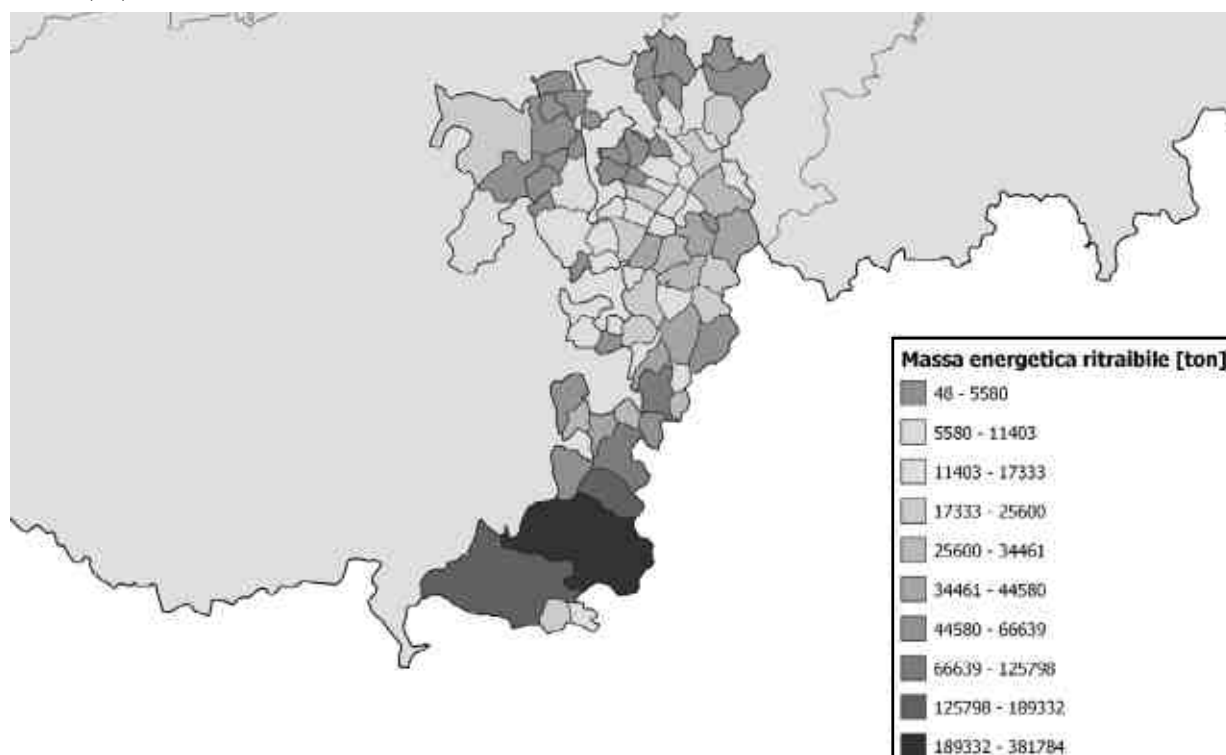 Massa energetica ritraibile [ton]
48 - 5580
5580 - 11403
11403 - 17333
17333 - 25600
25600 - 34461
34461 - 44580
44580 - 66639
66639 - 125798
125798 - 189332
189332 - 381784